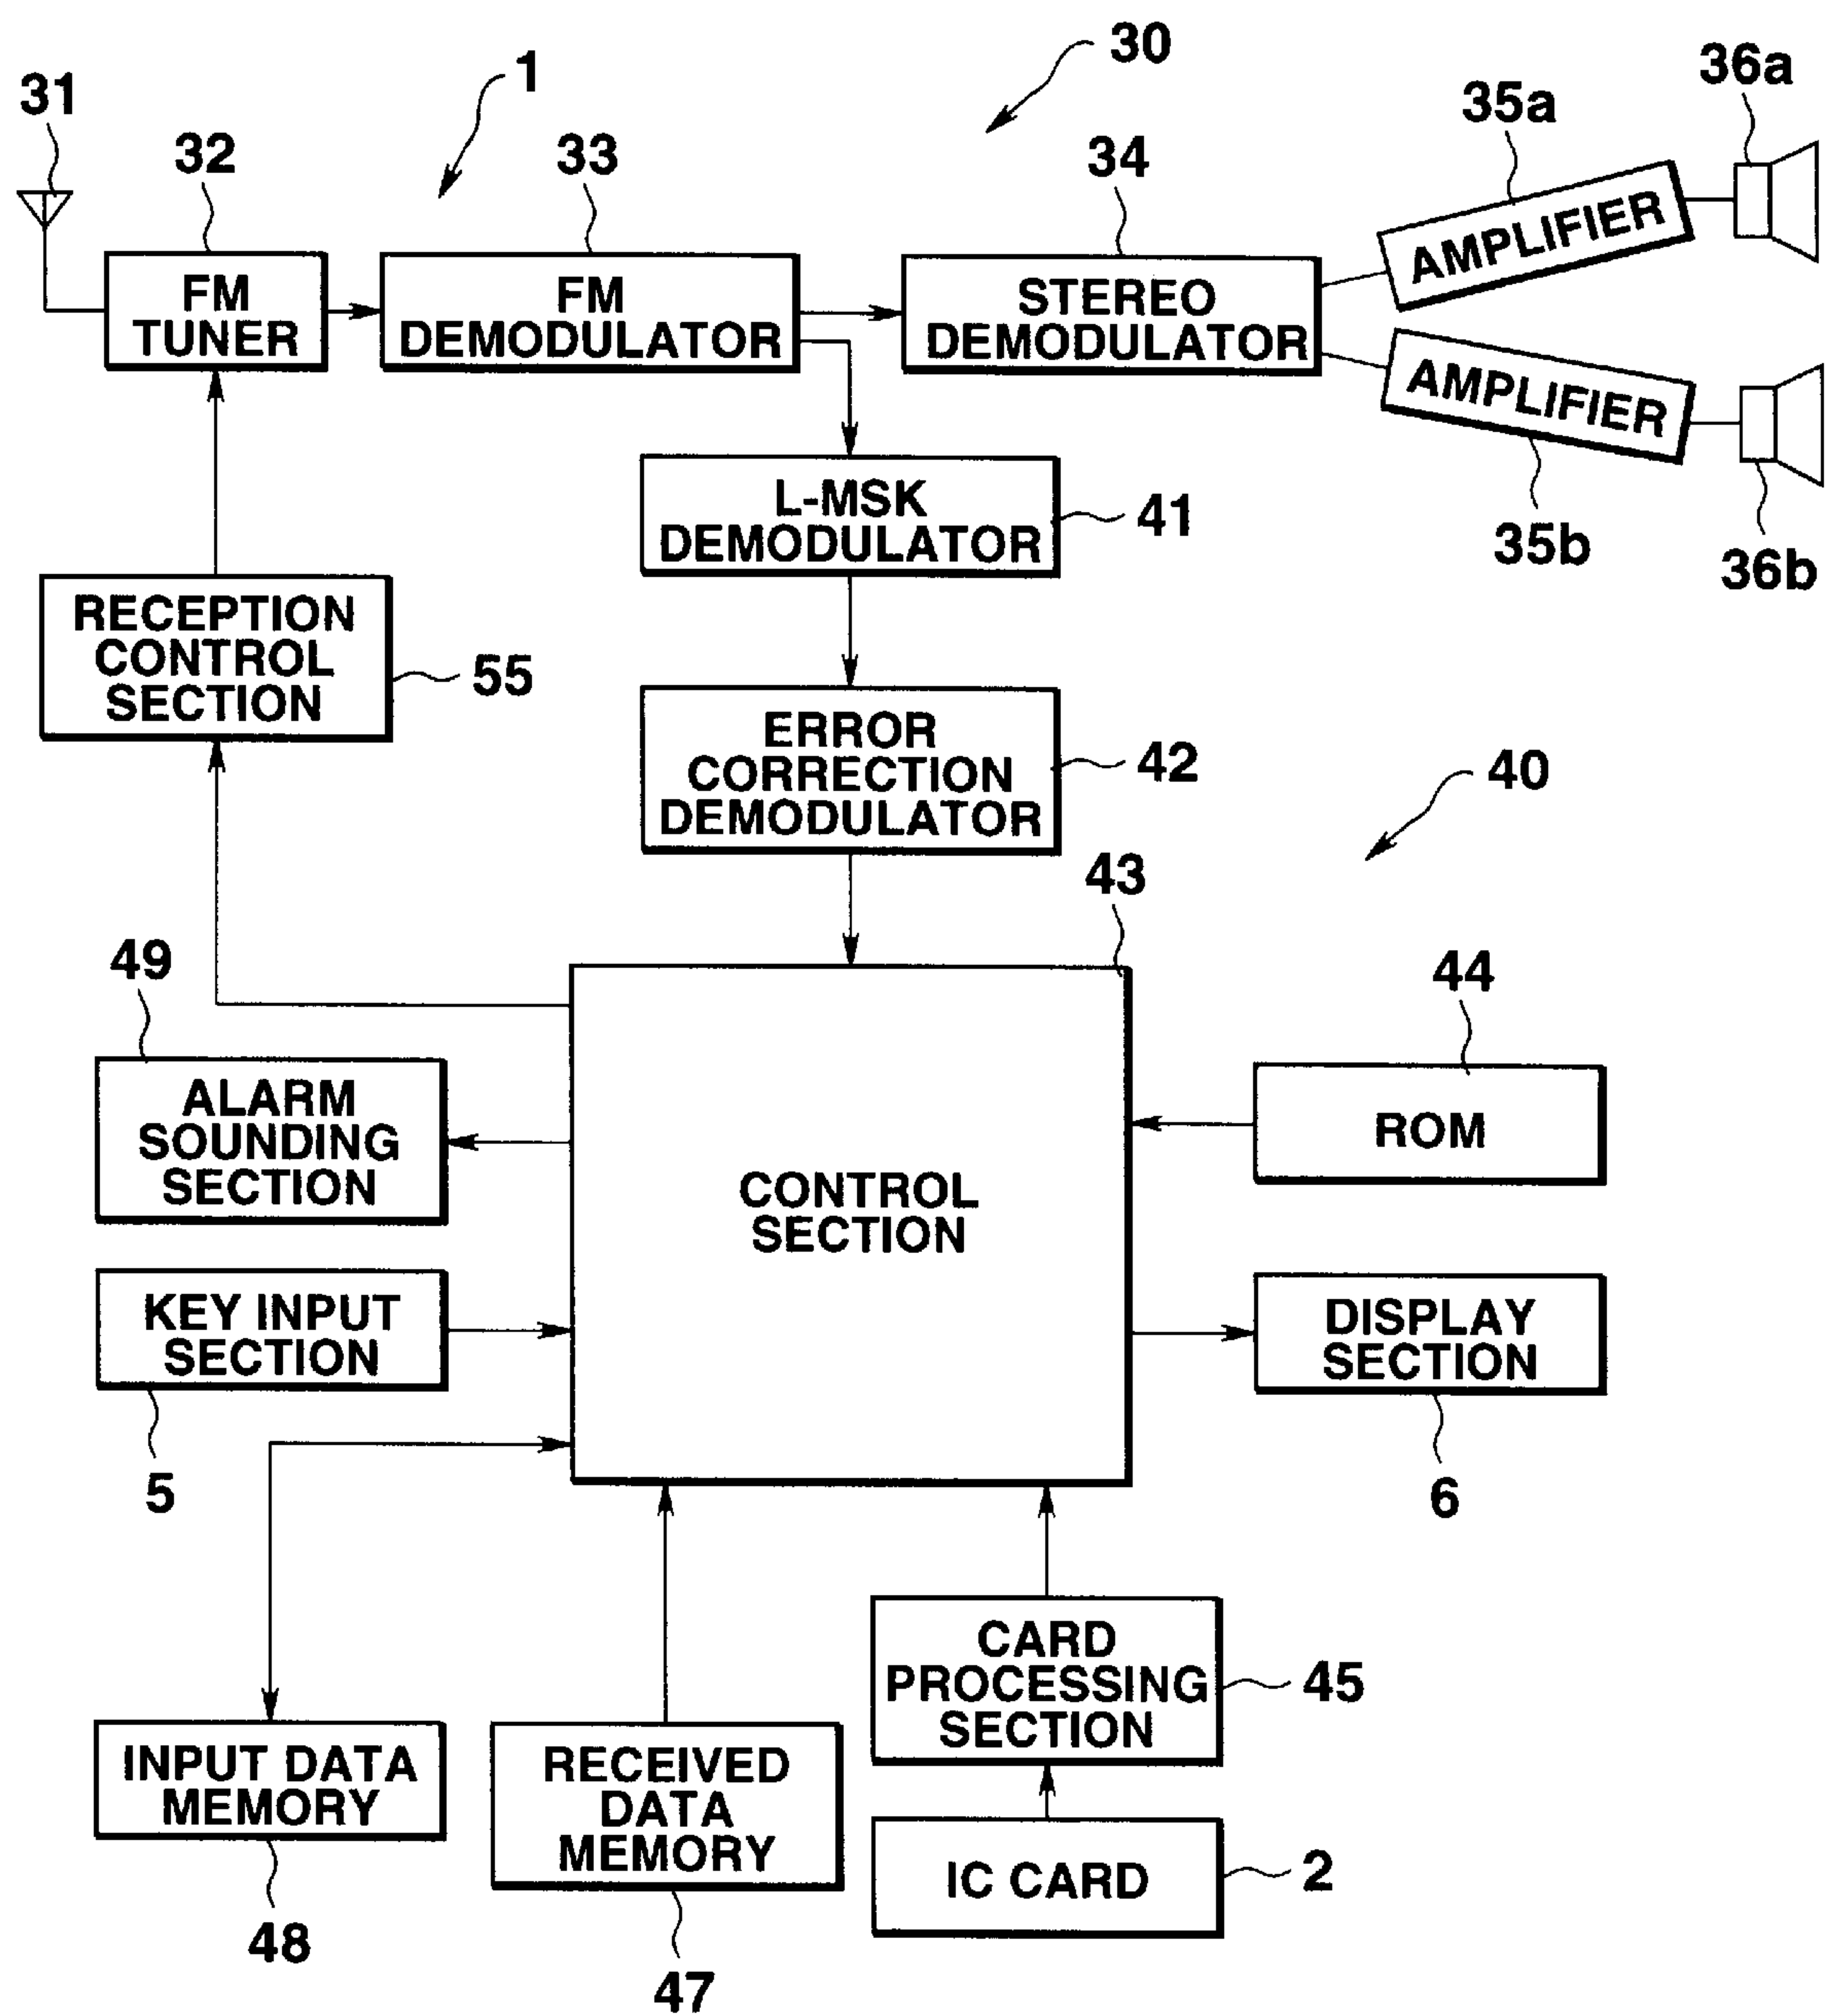 30
36a
1
35a
31
32
33
34
FM
TUNER
FM
DEMODULATOR
STEREO
DEMODULATOR
AMPLIFIER
AMPLIFIER
L-MSK
DEMODULATOR
41
35b
36b
RECEPTION
CONTROL
SECTION
55
ERROR
CORRECTION
DEMODULATOR
42
40
43
49
44
ALARM
SOUNDING
SECTION
ROM
CONTROL
SECTION
KEY INPUT
SECTION
DISPLAY
SECTION
5
6
CARD
PROCESSING
SECTION
45
INPUT DATA
MEMORY
RECEIVED
DATA
MEMORY
IC CARD
2
48
47